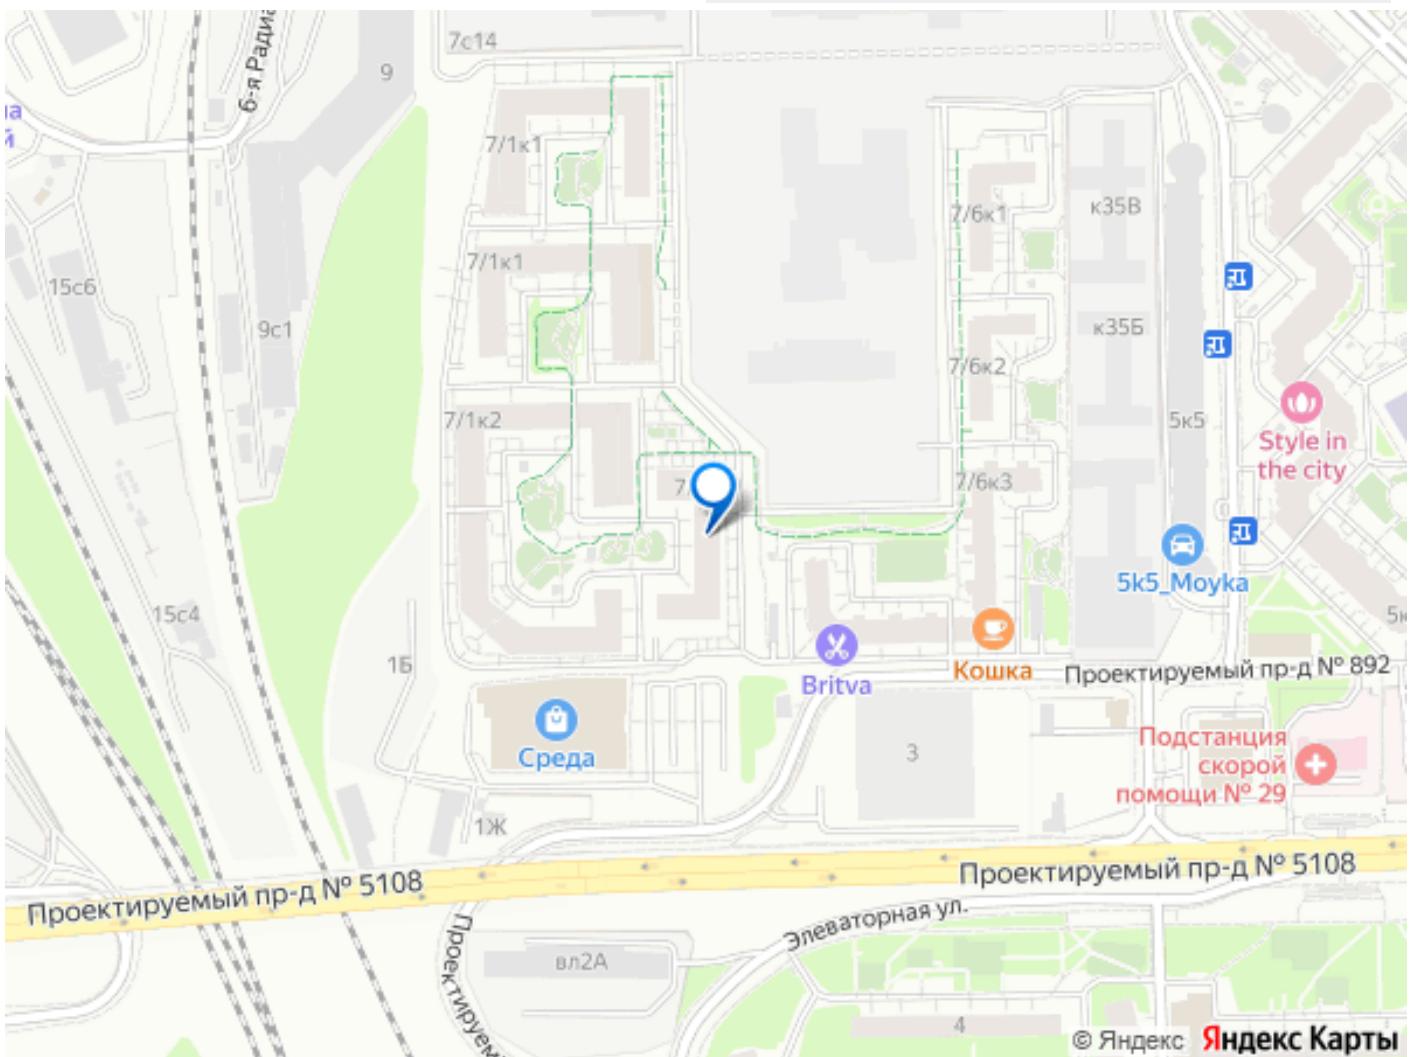 7с14
6-я Радиа
9
7/1к1
7/6к1
к35В
7/1к1
15с6
9с1
к35Б
7/6к2
5к5
Style in
the city
7/1к2
7/6к3
5k5_Moyka
15с4
1Б
Britva
Кошка
Проектируемый пр-д № 892
Среда
3
Подстанция
скорой
помощи № 29
1Ж
Проектируемый пр-д № 5108
Проектируемый пр-д № 5108
Элеваторная ул.
Проектируем
вл2А
4
© Яндекс Яндекс Карты